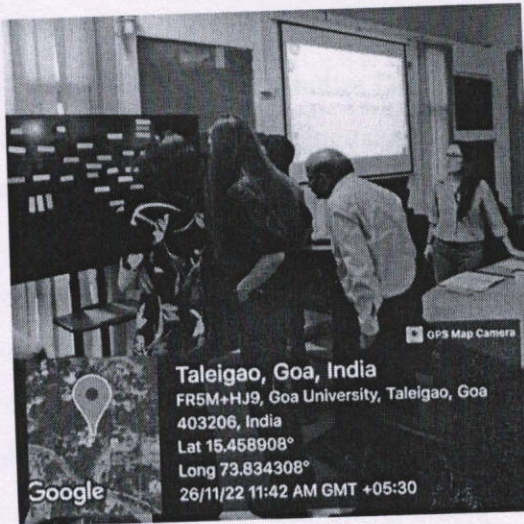 GPS Map Camera
Taleigao, Goa, India
FR5M+HJ9, Goa University, Taleigao, Goa
403206, India
Lat 15.458908°
Long 73.834308°
26/11/22 11:42 AM GMT +05:30
Google